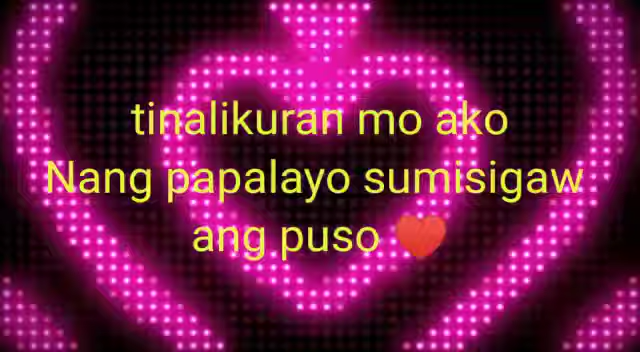 tinalikuran mo ako
Nang papalayo sumisigaw
ang puso ❤️